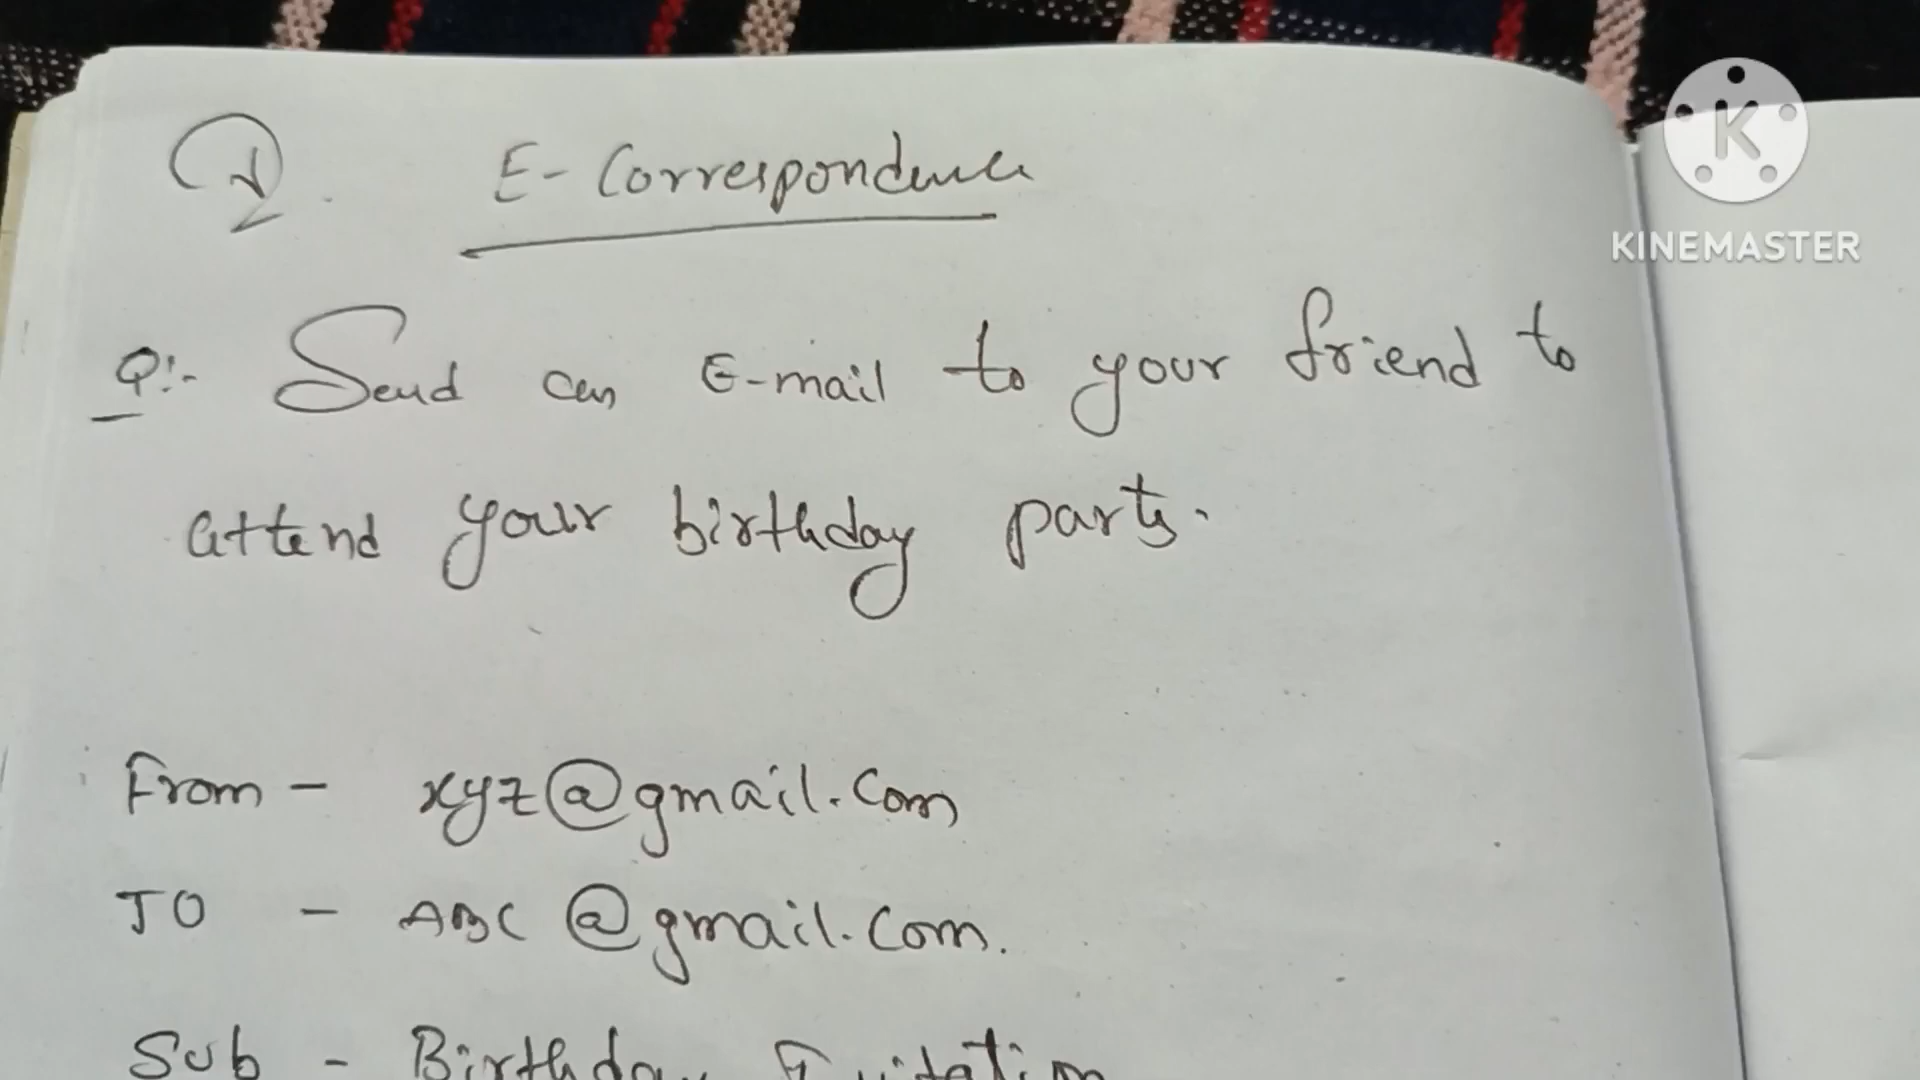 E- Correspondence
Q:- Send an E-mail to your friend to
attend your birthday party.
From - xyz@gmail.com
TO - ABC @gmail.com.
Sub - Birthday Invitation
K
KINEMASTER